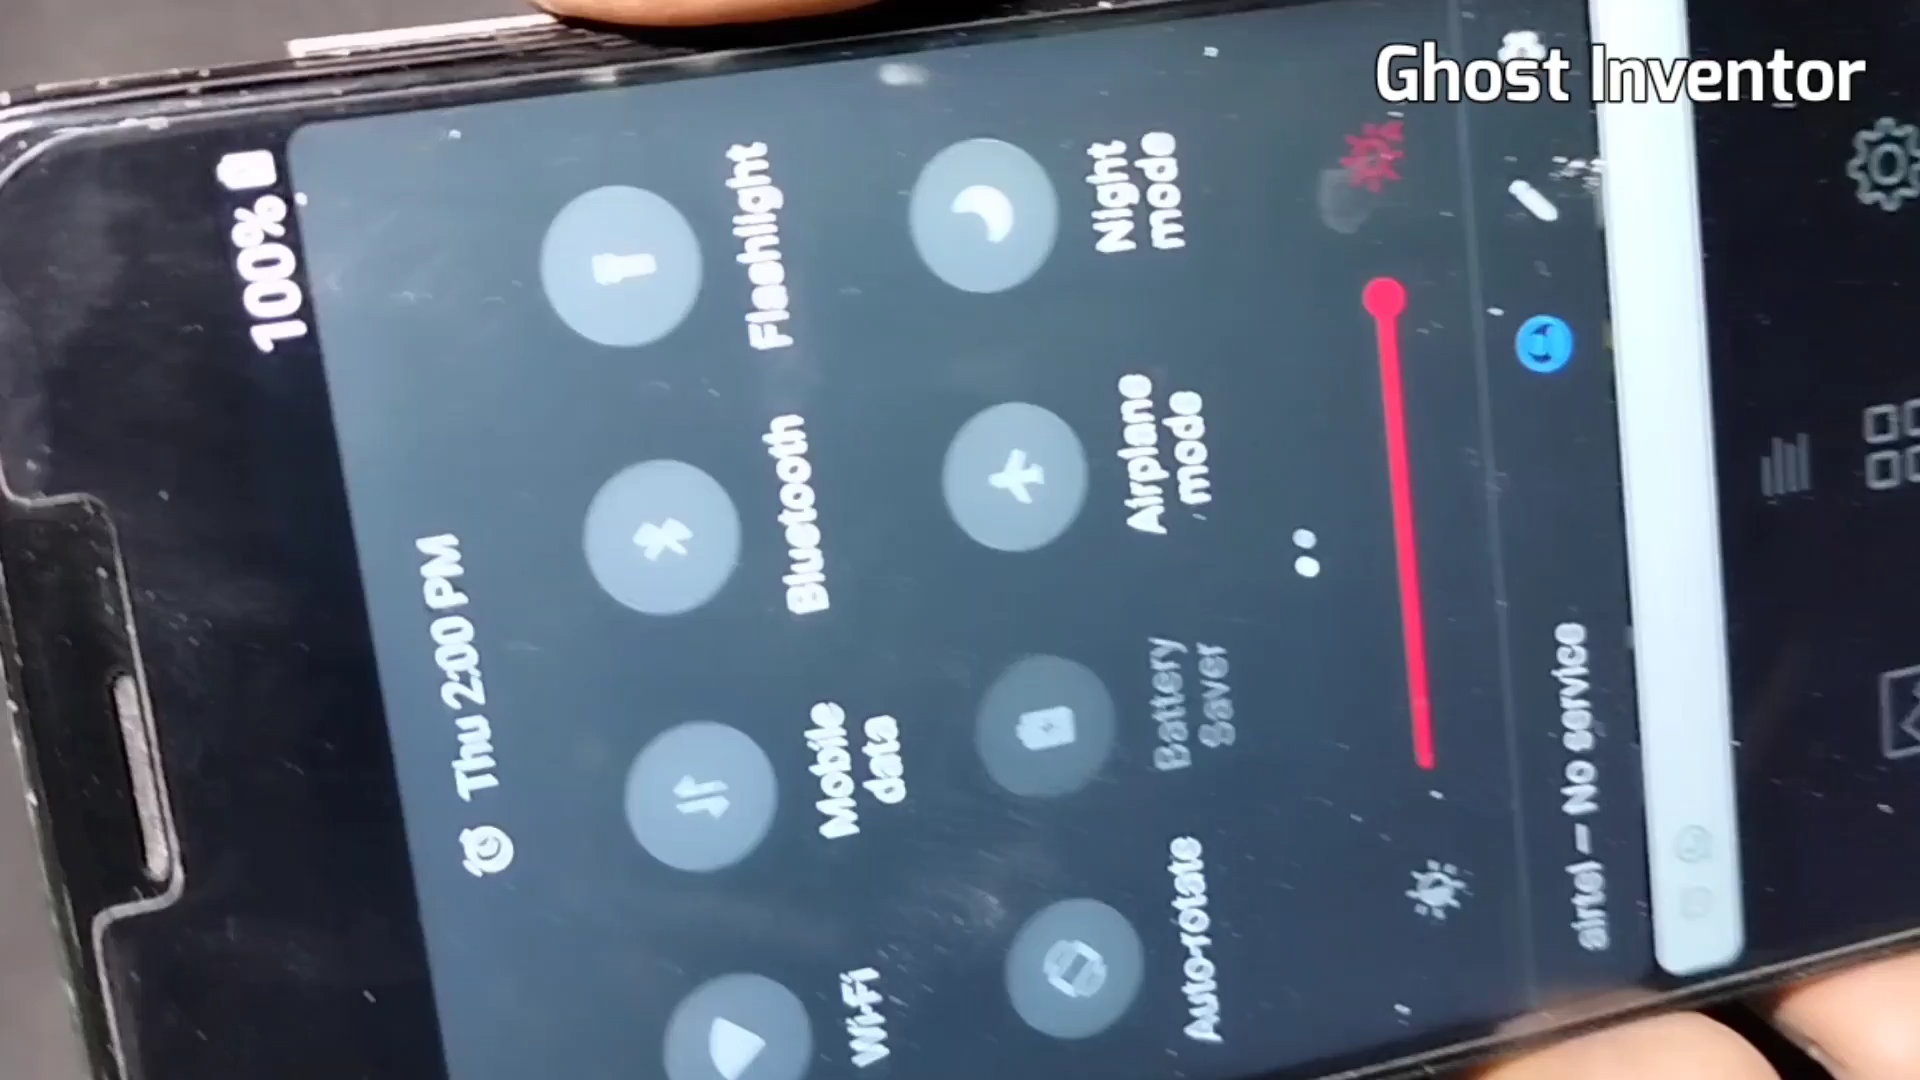 Ghost Inventor
100%
Thu 2:00 PM
Wi-Fi
Mobile
data
Bluetooth
Flashlight
Auto-rotate
Battery
Saver
Airplane
mode
Night
mode
airtel — No service